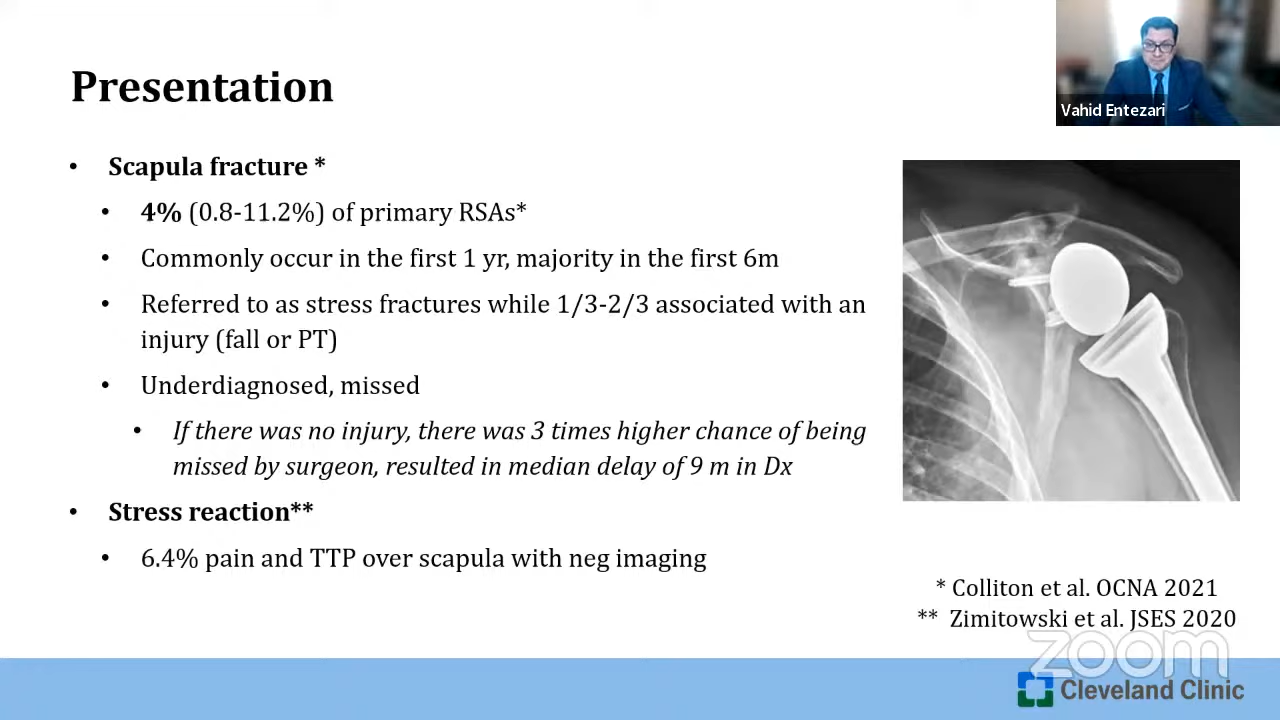 Presentation
Vahid Entezari
• Scapula fracture *
• 4% (0.8-11.2%) of primary RSAs*
• Commonly occur in the first 1 yr, majority in the first 6m
• Referred to as stress fractures while 1/3-2/3 associated with an
injury (fall or PT)
• Underdiagnosed, missed
• If there was no injury, there was 3 times higher chance of being
missed by surgeon, resulted in median delay of 9 m in Dx
• Stress reaction**
• 6.4% pain and TTP over scapula with neg imaging
* Colliton et al. OCNA 2021
** Zimitowski et al. JSES 2020
zoom
Cleveland Clinic